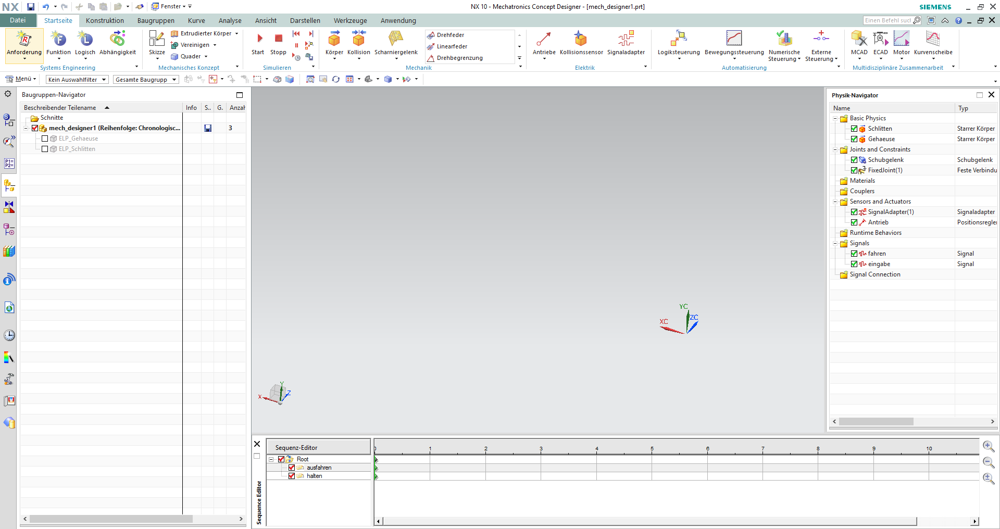 NX
Fenster
NX 10 - Mechatronics Concept Designer - [mech_designer1.prt]
SIEMENS
Datei
Startseite
Konstruktion
Baugruppen
Kurve
Analyse
Ansicht
Darstellen
Werkzeuge
Anwendung
Einen Befehl sucl
Anforderung
Funktion
Logisch
Abhängigkeit
Systems Engineering
Skizze
Extrudierter Körper
Vereinigen
Quader
Mechanisches Konzept
Start
Stopp
Simulieren
Körper
Kollision
Scharniergelenk
Drehfeder
Linearfeder
Drehbegrenzung
Mechanik
Antriebe
Kollisionssensor
Signaladapter
Elektrik
Logiksteuerung
Bewegungssteuerung
Numerische
Steuerung
Externe
Steuerung
Automatisierung
MCAD
ECAD
Motor
Kurvenscheibe
Multidisziplinäre Zusammenarbeit
Menü
Kein Auswahlfilter
Gesamte Baugrupp
Baugruppen-Navigator
Beschreibender Teilename
Info
S..
G.
Anzah
Schnitte
mech_designer1 (Reihenfolge: Chronologisc...
3
ELP_Gehaeuse
ELP_Schlitten
P1=
P2=
XC
YC
ZC
X
Y
Z
Physik-Navigator
Name
Typ
Basic Physics
Schlitten
Starrer Körper
Gehaeuse
Starrer Körper
Joints and Constraints
Schubgelenk
Schubgelenk
FixedJoint(1)
Feste Verbindu
Materials
Couplers
Sensors and Actuators
SignalAdapter(1)
Signaladapter
Antrieb
Positionsregler
Runtime Behaviors
Signals
fahren
Signal
eingabe
Signal
Signal Connection
Sequence Editor
Sequenz-Editor
1 2 3 4 5 6 7 8 9 10
Root
ausfahren
halten